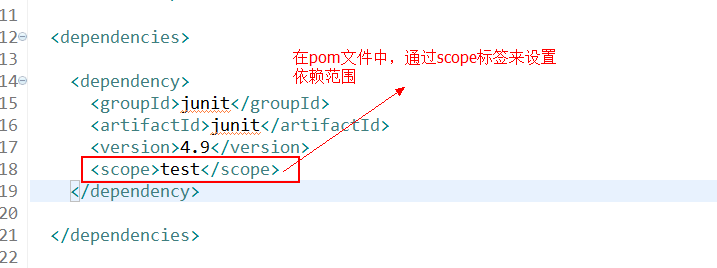 11
12 <dependencies>
13
在pom文件中，通过scope标签来设置
依赖范围
14 <dependency>
15 <groupId>junit</groupId>
16 <artifactId>junit</artifactId>
17 <version>4.9</version>
18 <scope>test</scope>
19 </dependency>
20
21 </dependencies>
22